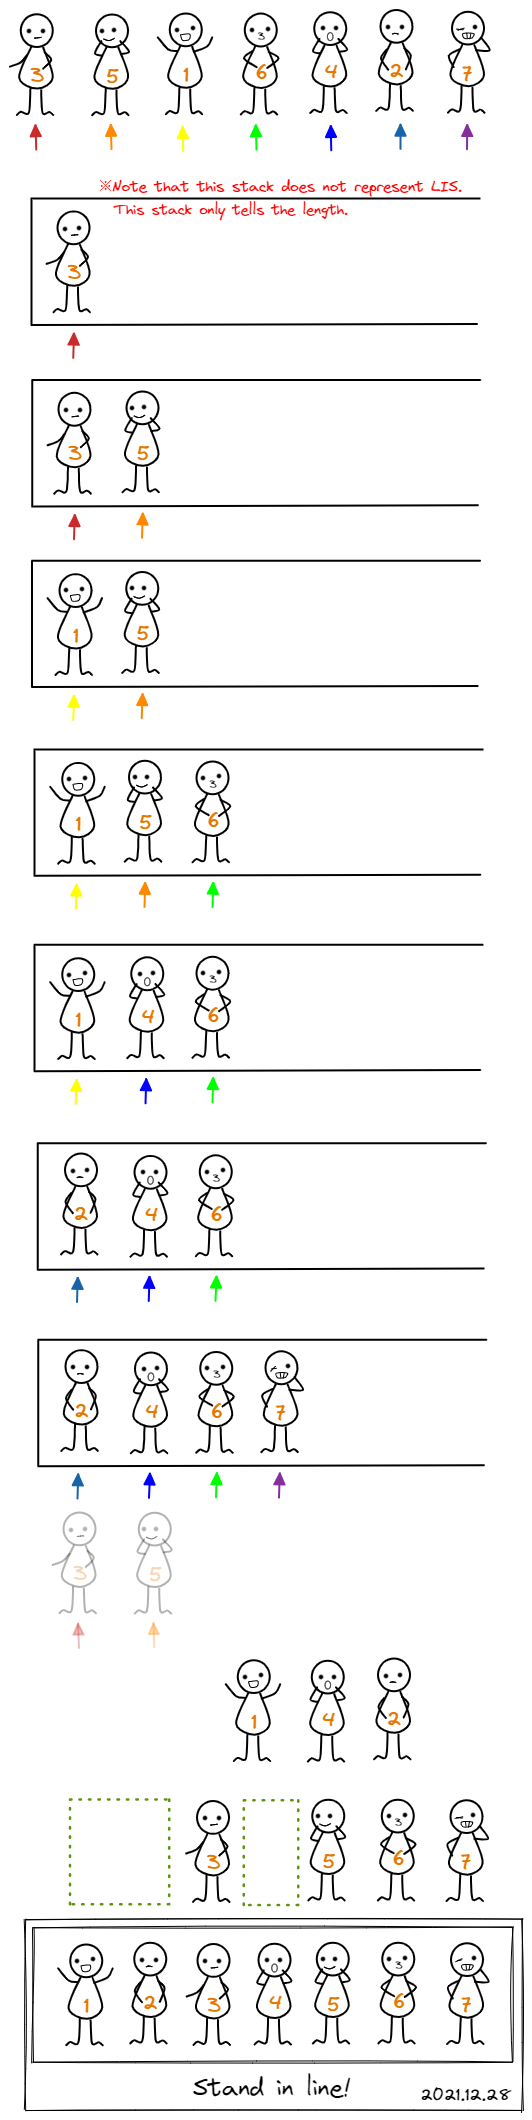 3 5 1 6 4 2 7
※Note that this stack does not represent LIS.
This stack only tells the length.
3
3 5
1 5
1 5 6
1 4 6
2 4 6
2 4 6 7
3 5
1 4 2
3 5 6 7
1 2 3 4 5 6 7
Stand in line!
2021.12.28